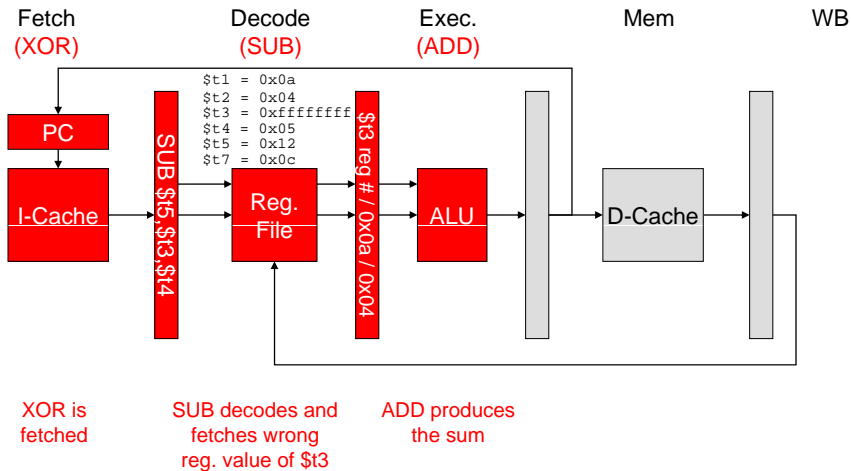 Fetch
(XOR)
Decode
(SUB)
Exec.
(ADD)
Mem
WB
$t1 = 0x0a
$t2 = 0x04
$t3 = 0xffffffff
$t4 = 0x05
$t5 = 0x12
$t7 = 0x0c
PC
I-Cache
SUB $t5,$t3,$t4
Reg.
File
$t3 reg # / 0x0a / 0x04
ALU
D-Cache
XOR is
fetched
SUB decodes and
fetches wrong
reg. value of $t3
ADD produces
the sum